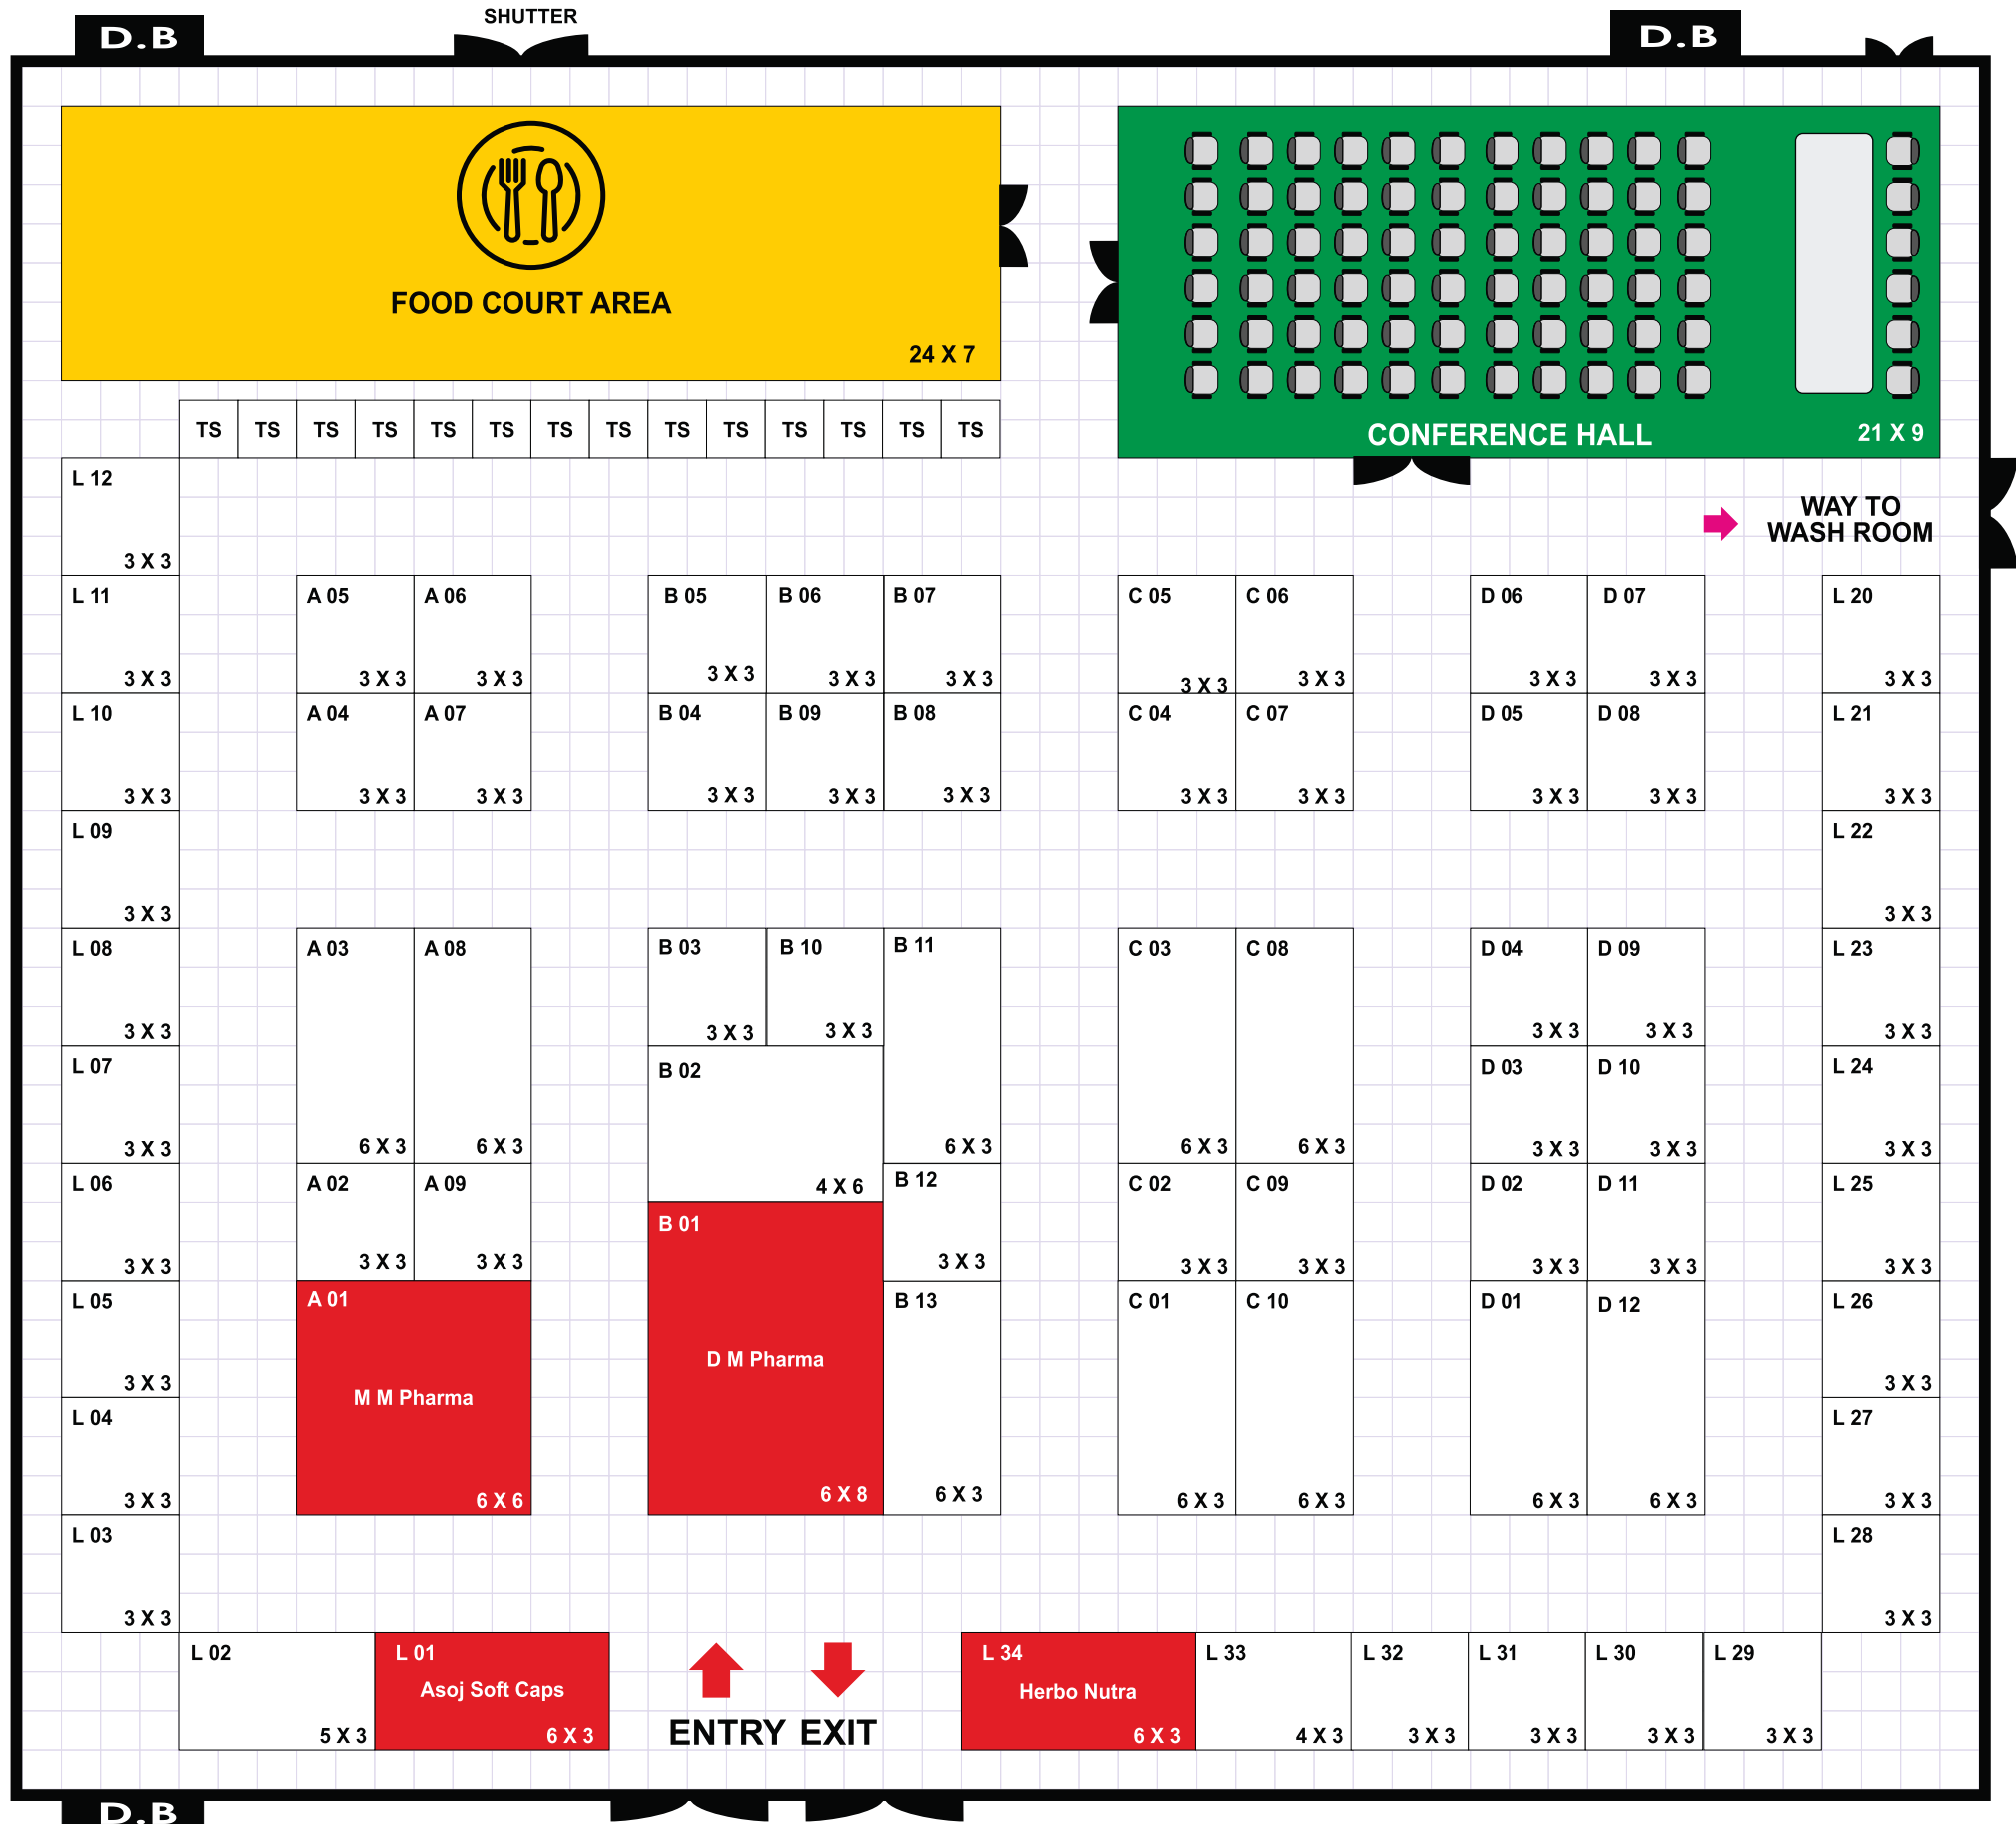 SHUTTER
D.B
D.B
FOOD COURT AREA
24 X 7
CONFERENCE HALL
21 X 9
TS TS TS TS TS TS TS TS TS TS TS TS TS TS
WAY TO
WASH ROOM
L 12
3 X 3
L 11
3 X 3
L 10
3 X 3
L 09
3 X 3
L 08
3 X 3
L 07
3 X 3
L 06
3 X 3
L 05
3 X 3
L 04
3 X 3
L 03
3 X 3
A 05
3 X 3
A 06
3 X 3
A 04
3 X 3
A 07
3 X 3
A 03
6 X 3
A 08
6 X 3
A 02
3 X 3
A 09
3 X 3
A 01
M M Pharma
6 X 6
B 05
3 X 3
B 06
3 X 3
B 07
3 X 3
B 04
3 X 3
B 09
3 X 3
B 08
3 X 3
B 03
3 X 3
B 10
3 X 3
B 11
6 X 3
B 02
4 X 6
B 12
3 X 3
B 01
D M Pharma
6 X 8
B 13
6 X 3
C 05
3 X 3
C 06
3 X 3
C 04
3 X 3
C 07
3 X 3
C 03
6 X 3
C 08
6 X 3
C 02
3 X 3
C 09
3 X 3
C 01
6 X 3
C 10
6 X 3
D 06
3 X 3
D 07
3 X 3
D 05
3 X 3
D 08
3 X 3
D 04
3 X 3
D 09
3 X 3
D 03
3 X 3
D 10
3 X 3
D 02
3 X 3
D 11
3 X 3
D 01
6 X 3
D 12
6 X 3
L 20
3 X 3
L 21
3 X 3
L 22
3 X 3
L 23
3 X 3
L 24
3 X 3
L 25
3 X 3
L 26
3 X 3
L 27
3 X 3
L 28
3 X 3
L 02
5 X 3
L 01
Asoj Soft Caps
6 X 3
ENTRY EXIT
L 34
Herbo Nutra
6 X 3
L 33
4 X 3
L 32
3 X 3
L 31
3 X 3
L 30
3 X 3
L 29
3 X 3
D.B